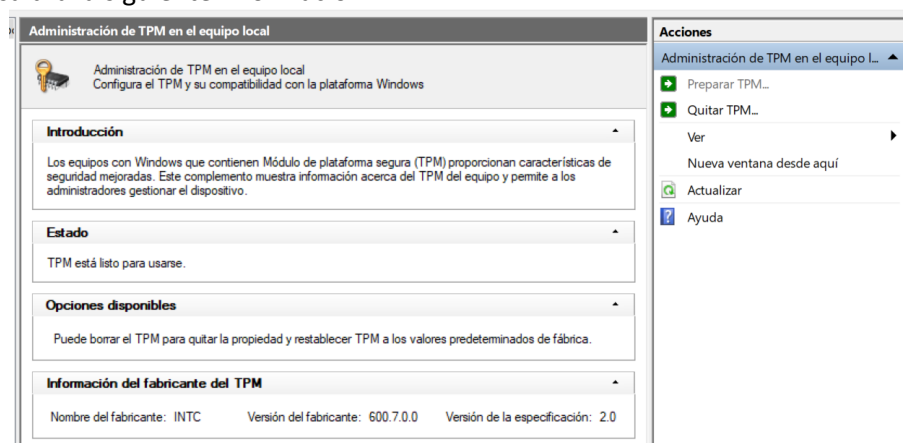 Administración de TPM en el equipo local
Administración de TPM en el equipo local
Configura el TPM y su compatibilidad con la plataforma Windows
Introducción
Los equipos con Windows que contienen Módulo de plataforma segura (TPM) proporcionan características de
seguridad mejoradas. Este complemento muestra información acerca del TPM del equipo y permite a los
administradores gestionar el dispositivo.
Estado
TPM está listo para usarse.
Opciones disponibles
Puede borrar el TPM para quitar la propiedad y restablecer TPM a los valores predeterminados de fábrica.
Información del fabricante del TPM
Nombre del fabricante: INTC Versión del fabricante: 600.7.0.0 Versión de la especificación: 2.0
Acciones
Administración de TPM en el equipo l...
Preparar TPM...
Quitar TPM...
Ver
Nueva ventana desde aquí
Actualizar
Ayuda